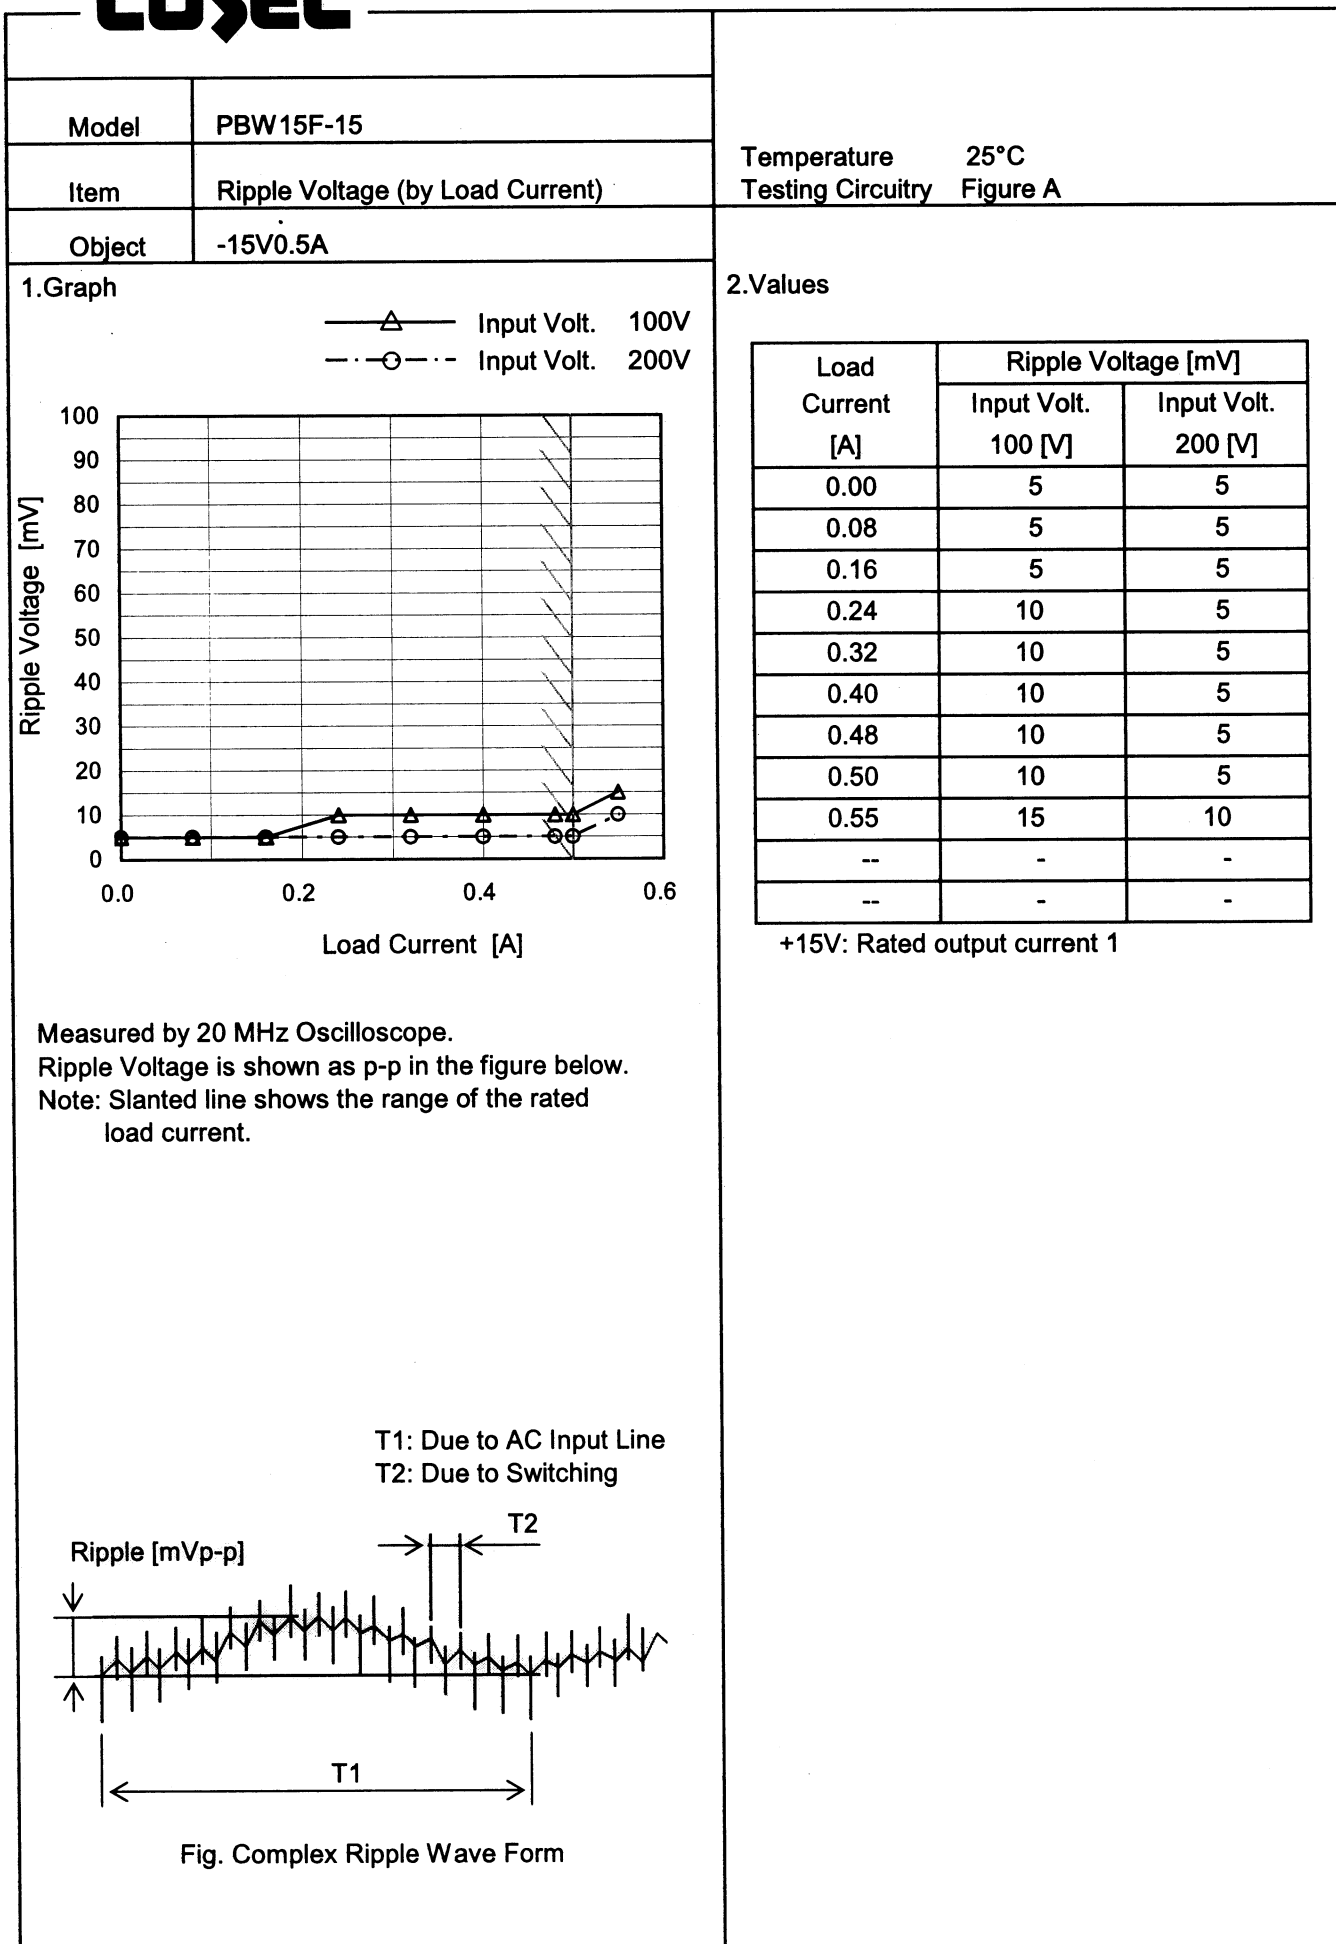 COSEL
Model PBW15F-15
Item Ripple Voltage (by Load Current)
Object -15V0.5A
Temperature 25°C
Testing Circuitry Figure A
1.Graph
Input Volt. 100V
Input Volt. 200V
100
90
80
70
60
50
40
30
20
10
0
Ripple Voltage [mV]
0.0 0.2 0.4 0.6
Load Current [A]
Measured by 20 MHz Oscilloscope.
Ripple Voltage is shown as p-p in the figure below.
Note: Slanted line shows the range of the rated
load current.
T1: Due to AC Input Line
T2: Due to Switching
T2
Ripple [mVp-p]
T1
Fig. Complex Ripple Wave Form
2.Values
Load Ripple Voltage [mV]
Current Input Volt. Input Volt.
[A] 100 [V] 200 [V]
0.00 5 5
0.08 5 5
0.16 5 5
0.24 10 5
0.32 10 5
0.40 10 5
0.48 10 5
0.50 10 5
0.55 15 10
-- - -
-- - -
+15V: Rated output current 1